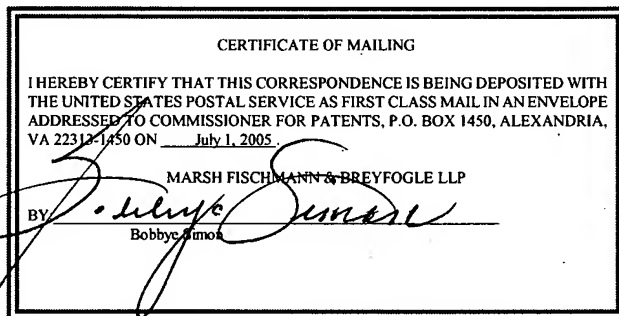 CERTIFICATE OF MAILING
I HEREBY CERTIFY THAT THIS CORRESPONDENCE IS BEING DEPOSITED WITH
THE UNITED STATES POSTAL SERVICE AS FIRST CLASS MAIL IN AN ENVELOPE
ADDRESSED TO COMMISSIONER FOR PATENTS, P.O. BOX 1450, ALEXANDRIA,
VA 22313-1450 ON July 1, 2005.
MARSH FISCHMANN & BREYFOGLE LLP
BY: Bobbye Simon
Bobbye Simon